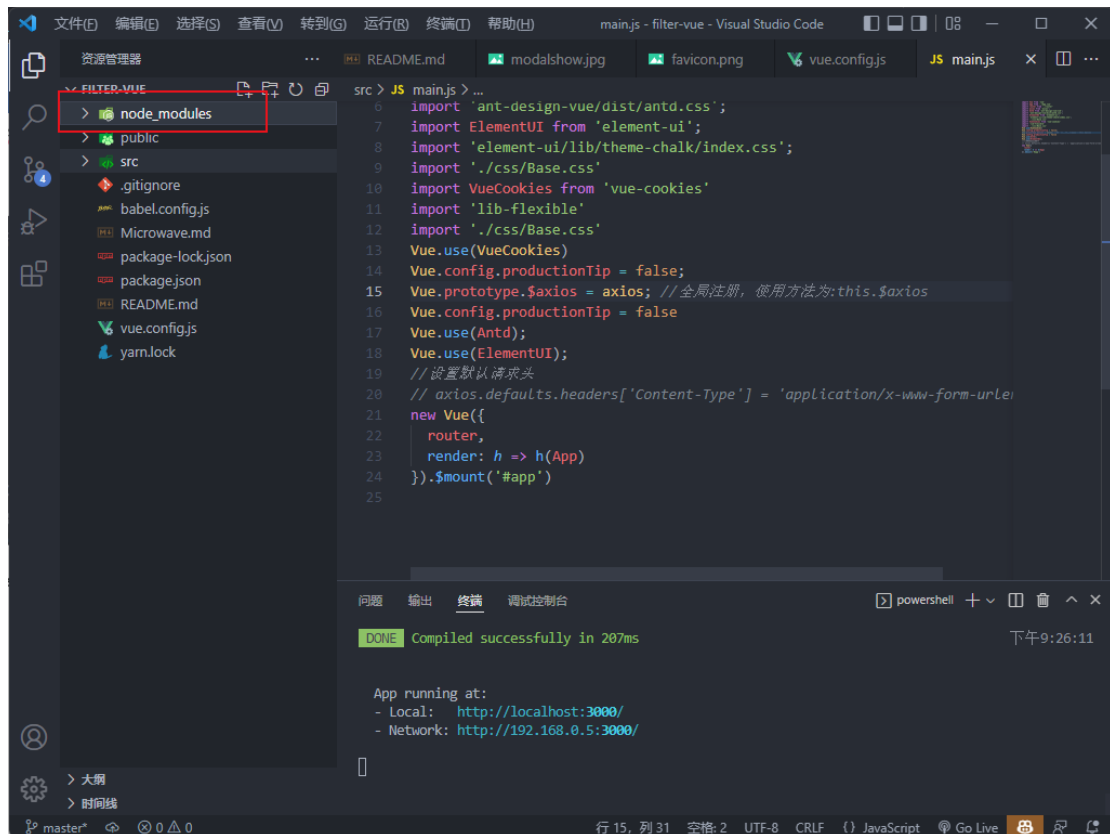 文件(F) 编辑(E) 选择(S) 查看(V) 转到(G) 运行(R) 终端(T) 帮助(H) main.js - filter-vue - Visual Studio Code
资源管理器 ···
README.md modalshow.jpg favicon.png vue.config.js JS main.js
FILTER-VUE
node_modules
public
src
.gitignore
babel.config.js
Microwave.md
package-lock.json
package.json
README.md
vue.config.js
yarn.lock
大纲
时间线
src > JS main.js > ...
6 import 'ant-design-vue/dist/antd.css';
7 import ElementUI from 'element-ui';
8 import 'element-ui/lib/theme-chalk/index.css';
9 import './css/Base.css'
10 import VueCookies from 'vue-cookies'
11 import 'lib-flexible'
12 import './css/Base.css'
13 Vue.use(VueCookies)
14 Vue.config.productionTip = false;
15 Vue.prototype.$axios = axios; //全局注册，使用方法为:this.$axios
16 Vue.config.productionTip = false
17 Vue.use(Antd);
18 Vue.use(ElementUI);
19 //设置默认请求头
20 // axios.defaults.headers['Content-Type'] = 'application/x-www-form-urle
21 new Vue({
22 router,
23 render: h => h(App)
24 }).$mount('#app')
25
问题 输出 终端 调试控制台 powershell
DONE Compiled successfully in 207ms 下午9:26:11
App running at:
- Local: http://localhost:3000/
- Network: http://192.168.0.5:3000/
4
master* 0 0 行 15，列 31 空格: 2 UTF-8 CRLF {} JavaScript Go Live